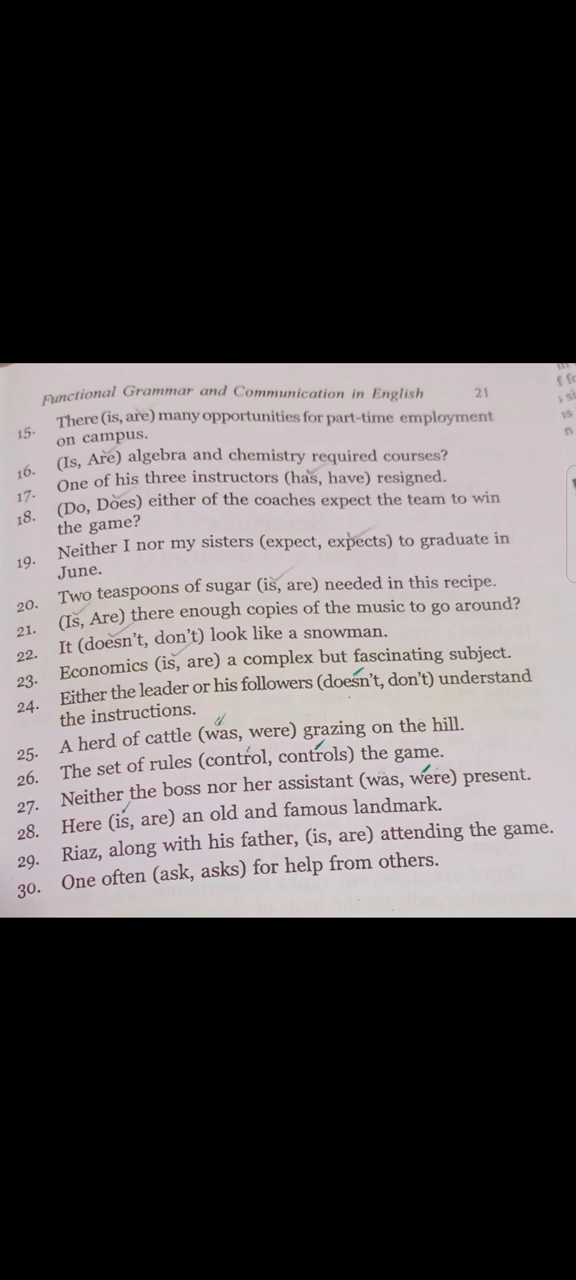 Functional Grammar and Communication in English 21
15. There (is, are) many opportunities for part-time employment
on campus.
16. (Is, Are) algebra and chemistry required courses?
17. One of his three instructors (has, have) resigned.
18. (Do, Does) either of the coaches expect the team to win
the game?
19. Neither I nor my sisters (expect, expects) to graduate in
June.
20. Two teaspoons of sugar (is, are) needed in this recipe.
21. (Is, Are) there enough copies of the music to go around?
22. It (doesn't, don't) look like a snowman.
23. Economics (is, are) a complex but fascinating subject.
24. Either the leader or his followers (doesn't, don't) understand
the instructions.
25. A herd of cattle (was, were) grazing on the hill.
26. The set of rules (control, controls) the game.
27. Neither the boss nor her assistant (was, were) present.
28. Here (is, are) an old and famous landmark.
29. Riaz, along with his father, (is, are) attending the game.
30. One often (ask, asks) for help from others.